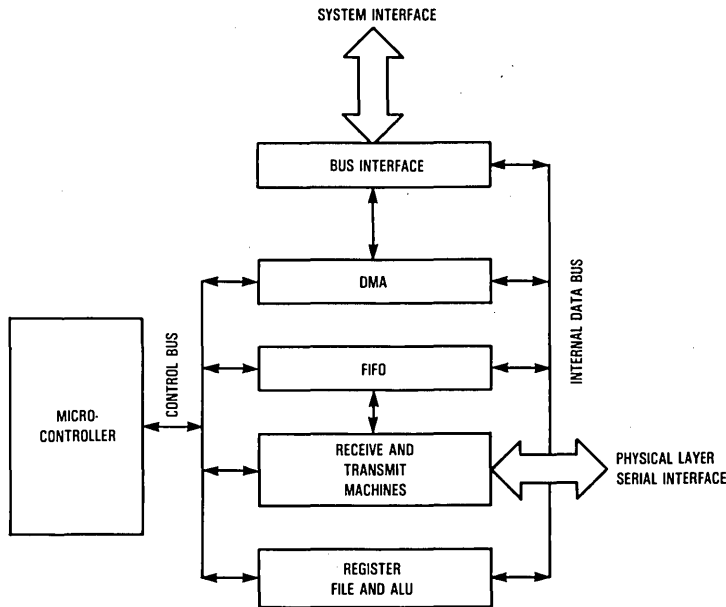 SYSTEM INTERFACE
BUS INTERFACE
DMA
CONTROL BUS
INTERNAL DATA BUS
FIFO
MICRO-
CONTROLLER
RECEIVE AND
TRANSMIT
MACHINES
PHYSICAL LAYER
SERIAL INTERFACE
REGISTER
FILE AND ALU